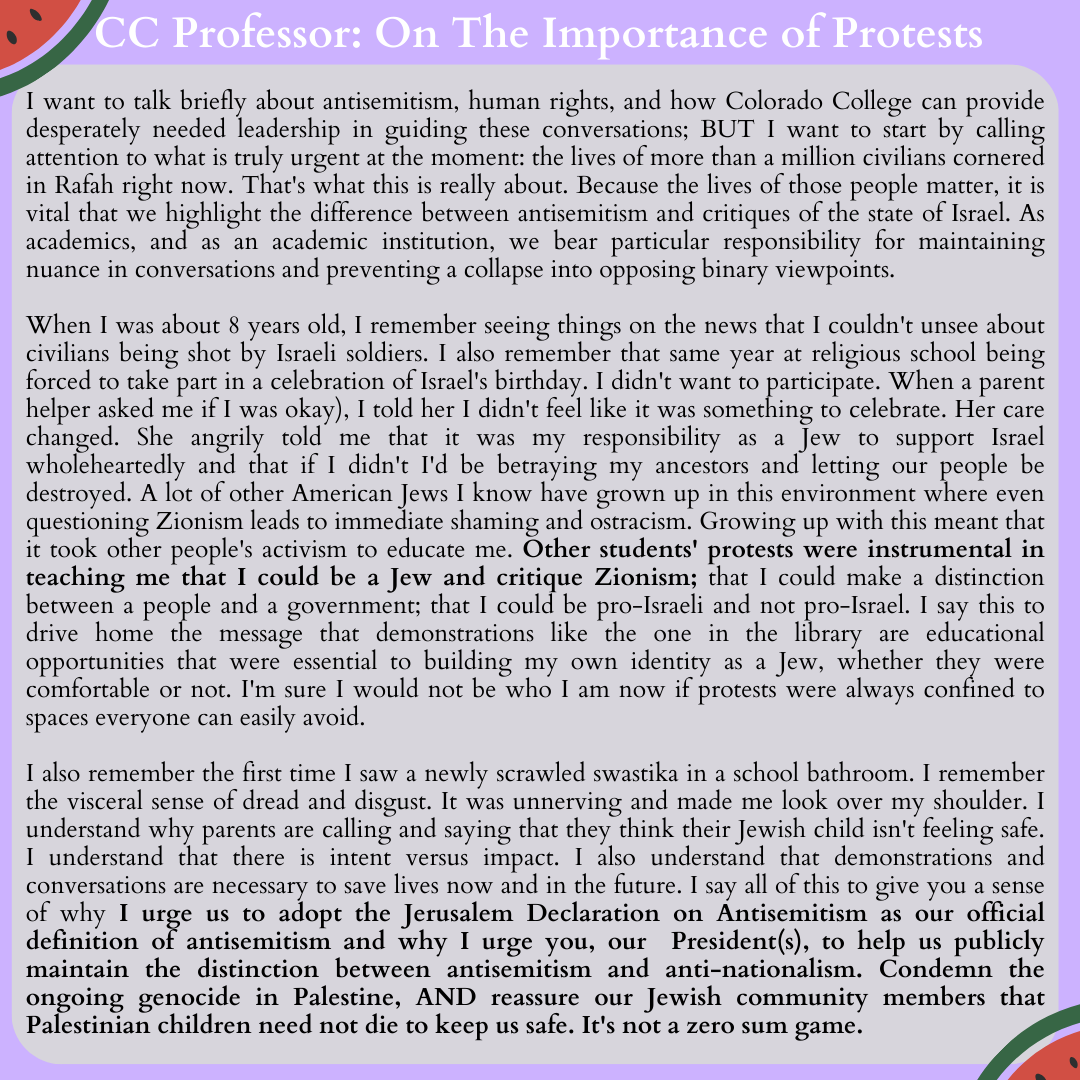 CC Professor: On The Importance of Protests
I want to talk briefly about antisemitism, human rights, and how Colorado College can provide
desperately needed leadership in guiding these conversations; BUT I want to start by calling
attention to what is truly urgent at the moment: the lives of more than a million civilians cornered
in Rafah right now. That's what this is really about. Because the lives of those people matter, it is
vital that we highlight the difference between antisemitism and critiques of the state of Israel. As
academics, and as an academic institution, we bear particular responsibility for maintaining
nuance in conversations and preventing a collapse into opposing binary viewpoints.
When I was about 8 years old, I remember seeing things on the news that I couldn't unsee about
civilians being shot by Israeli soldiers. I also remember that same year at religious school being
forced to take part in a celebration of Israel's birthday. I didn't want to participate. When a parent
helper asked me if I was okay), I told her I didn't feel like it was something to celebrate. Her care
changed. She angrily told me that it was my responsibility as a Jew to support Israel
wholeheartedly and that if I didn't I'd be betraying my ancestors and letting our people be
destroyed. A lot of other American Jews I know have grown up in this environment where even
questioning Zionism leads to immediate shaming and ostracism. Growing up with this meant that
it took other people's activism to educate me. Other students' protests were instrumental in
teaching me that I could be a Jew and critique Zionism; that I could make a distinction
between a people and a government; that I could be pro-Israeli and not pro-Israel. I say this to
drive home the message that demonstrations like the one in the library are educational
opportunities that were essential to building my own identity as a Jew, whether they were
comfortable or not. I'm sure I would not be who I am now if protests were always confined to
spaces everyone can easily avoid.
I also remember the first time I saw a newly scrawled swastika in a school bathroom. I remember
the visceral sense of dread and disgust. It was unnerving and made me look over my shoulder. I
understand why parents are calling and saying that they think their Jewish child isn't feeling safe.
I understand that there is intent versus impact. I also understand that demonstrations and
conversations are necessary to save lives now and in the future. I say all of this to give you a sense
of why I urge us to adopt the Jerusalem Declaration on Antisemitism as our official
definition of antisemitism and why I urge you, our President(s), to help us publicly
maintain the distinction between antisemitism and anti-nationalism. Condemn the
ongoing genocide in Palestine, AND reassure our Jewish community members that
Palestinian children need not die to keep us safe. It's not a zero sum game.